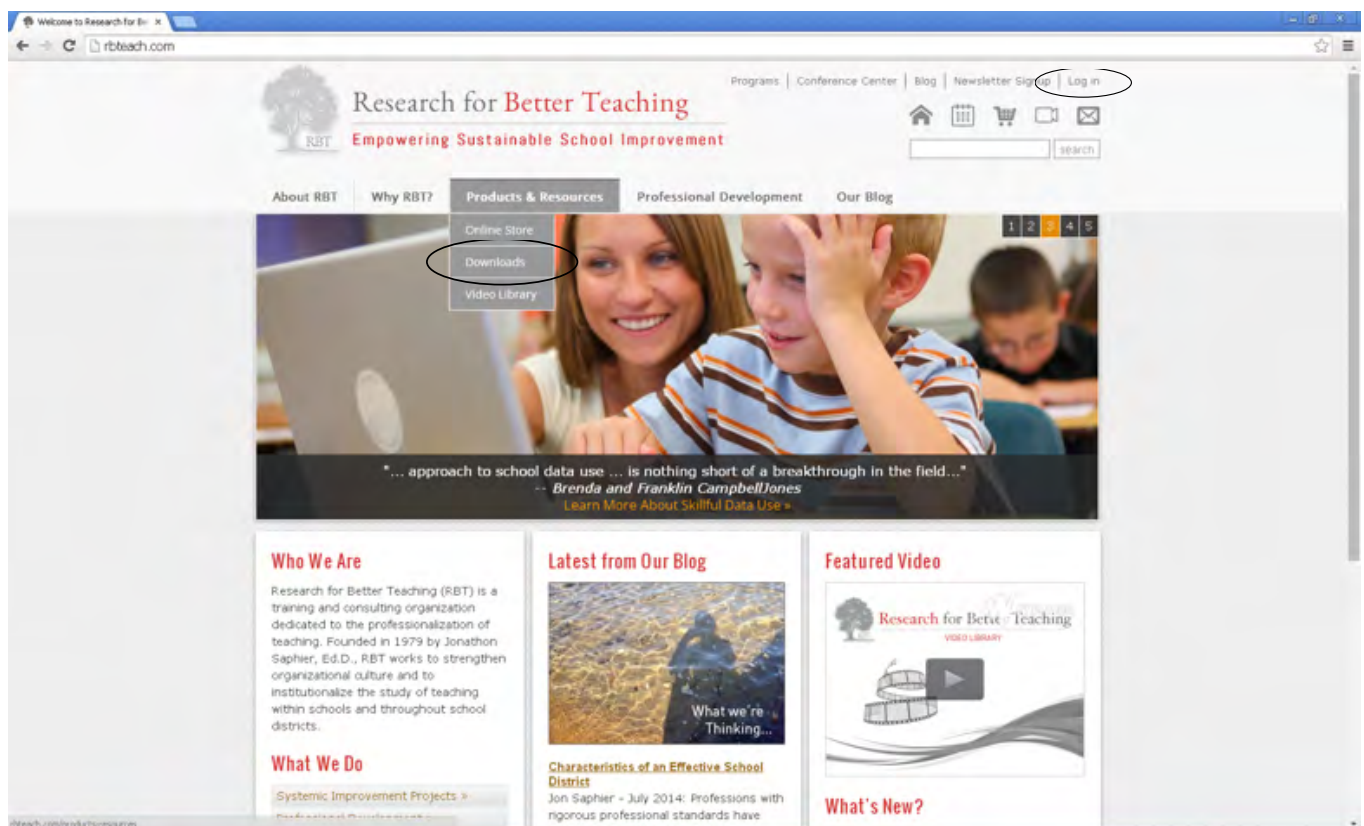 Welcome to Research for Be
rbteach.com
Programs | Conference Center | Blog | Newsletter Signup | Log in
Research for Better Teaching
RBT
Empowering Sustainable School Improvement
search
About RBT Why RBT? Products & Resources Professional Development Our Blog
Online Store
Downloads
Video Library
1 2 3 4 5
"... approach to school data use ... is nothing short of a breakthrough in the field..."
-- Brenda and Franklin CampbellJones
Learn More About Skillful Data Use »
Who We Are
Research for Better Teaching (RBT) is a
training and consulting organization
dedicated to the professionalization of
teaching. Founded in 1979 by Jonathon
Saphier, Ed.D., RBT works to strengthen
organizational culture and to
institutionalize the study of teaching
within schools and throughout school
districts.
What We Do
Systemic Improvement Projects »
Professional Development »
Latest from Our Blog
What we're
Thinking...
Characteristics of an Effective School
District
Jon Saphier – July 2014: Professions with
rigorous professional standards have
Featured Video
Research for Better Teaching
VIDEO LIBRARY
What's New?
rbteach.com/products-resources